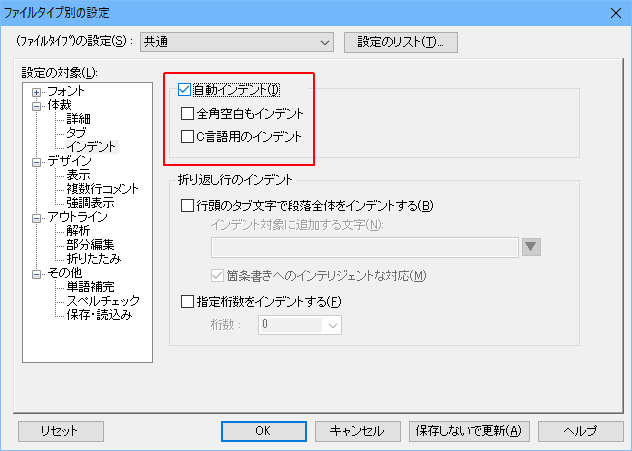 ファイルタイプ別の設定
(ファイルタイプ)の設定(S)： 共通 設定のリスト(T)...
設定の対象(L):
フォント
体裁
詳細
タブ
インデント
デザイン
表示
複数行コメント
強調表示
アウトライン
解析
部分編集
折りたたみ
その他
単語補完
スペルチェック
保存・読込み
自動インデント(I)
全角空白もインデント
C言語用のインデント
折り返し行のインデント
行頭のタブ文字で段落全体をインデントする(B)
インデント対象に追加する文字(N):
箇条書きへのインテリジェントな対応(M)
指定桁数をインデントする(F)
桁数： 0
リセット OK キャンセル 保存しないで更新(A) ヘルプ